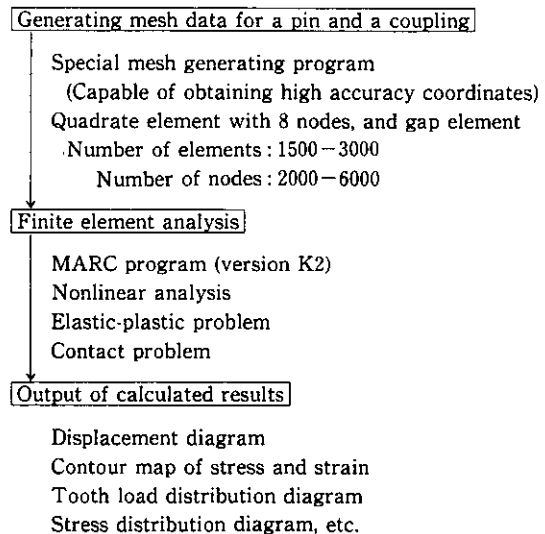 Generating mesh data for a pin and a coupling
Special mesh generating program
(Capable of obtaining high accuracy coordinates)
Quadrate element with 8 nodes, and gap element
Number of elements : 1500−3000
Number of nodes : 2000−6000
Finite element analysis
MARC program (version K2)
Nonlinear analysis
Elastic-plastic problem
Contact problem
Output of calculated results
Displacement diagram
Contour map of stress and strain
Tooth load distribution diagram
Stress distribution diagram, etc.